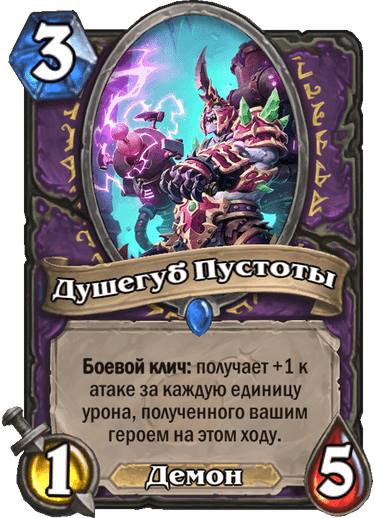 3
Душегуб Пустоты
Боевой клич: получает +1 к
атаке за каждую единицу
урона, полученного вашим
героем на этом ходу.
1
Демон
5